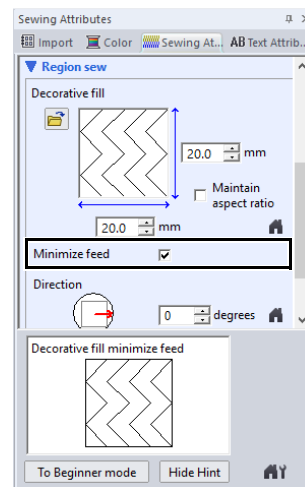 Sewing Attributes
Import Color Sewing At... AB Text Attrib...
Region sew
Decorative fill
20.0 mm
Maintain
aspect ratio
20.0 mm
Minimize feed
Direction
0 degrees
Decorative fill minimize feed
To Beginner mode Hide Hint